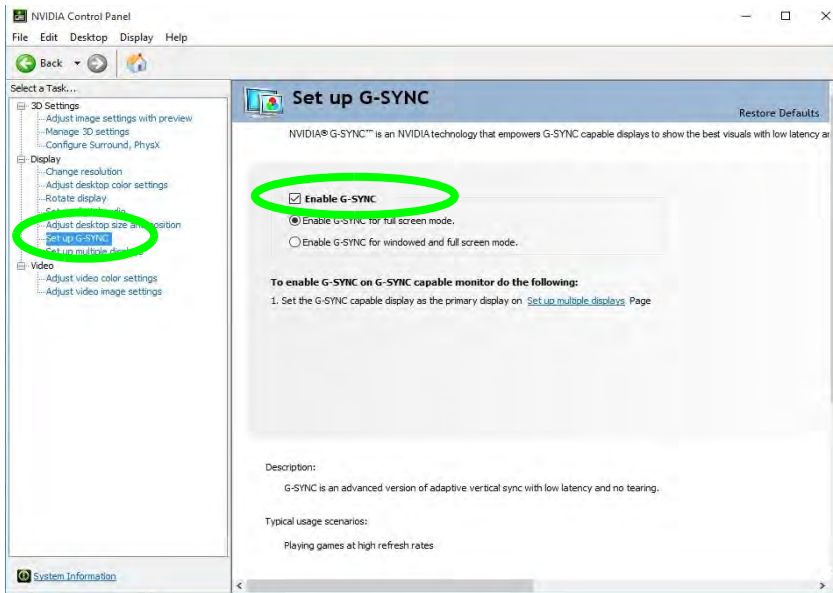 NVIDIA Control Panel
File Edit Desktop Display Help
Back
Select a Task...
3D Settings
Adjust image settings with preview
Manage 3D settings
Configure Surround, PhysX
Display
Change resolution
Adjust desktop color settings
Rotate display
Adjust desktop size and position
Set up G-SYNC
Set up multiple displays
Video
Adjust video color settings
Adjust video image settings
System Information
Set up G-SYNC
Restore Defaults
NVIDIA® G-SYNC™ is an NVIDIA technology that empowers G-SYNC capable displays to show the best visuals with low latency
Enable G-SYNC
Enable G-SYNC for full screen mode.
Enable G-SYNC for windowed and full screen mode.
To enable G-SYNC on G-SYNC capable monitor do the following:
1. Set the G-SYNC capable display as the primary display on Set up multiple displays Page
Description:
G-SYNC is an advanced version of adaptive vertical sync with low latency and no tearing.
Typical usage scenarios:
Playing games at high refresh rates